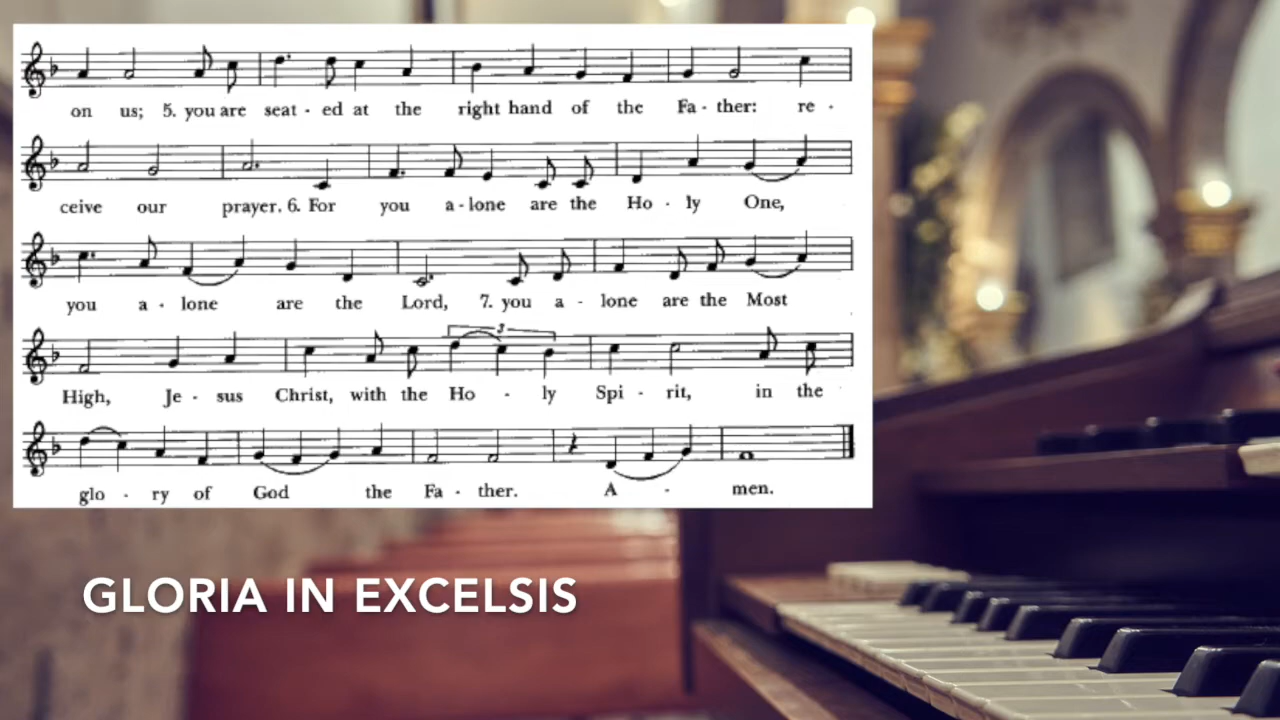 on us; 5. you are seat - ed at the right hand of the Fa - ther: re -
ceive our prayer. 6. For you a - lone are the Ho - ly One,
you a - lone are the Lord, 7. you a - lone are the Most
3
High, Je - sus Christ, with the Ho - ly Spi - rit, in the
glo - ry of God the Fa - ther. A - men.
GLORIA IN EXCELSIS